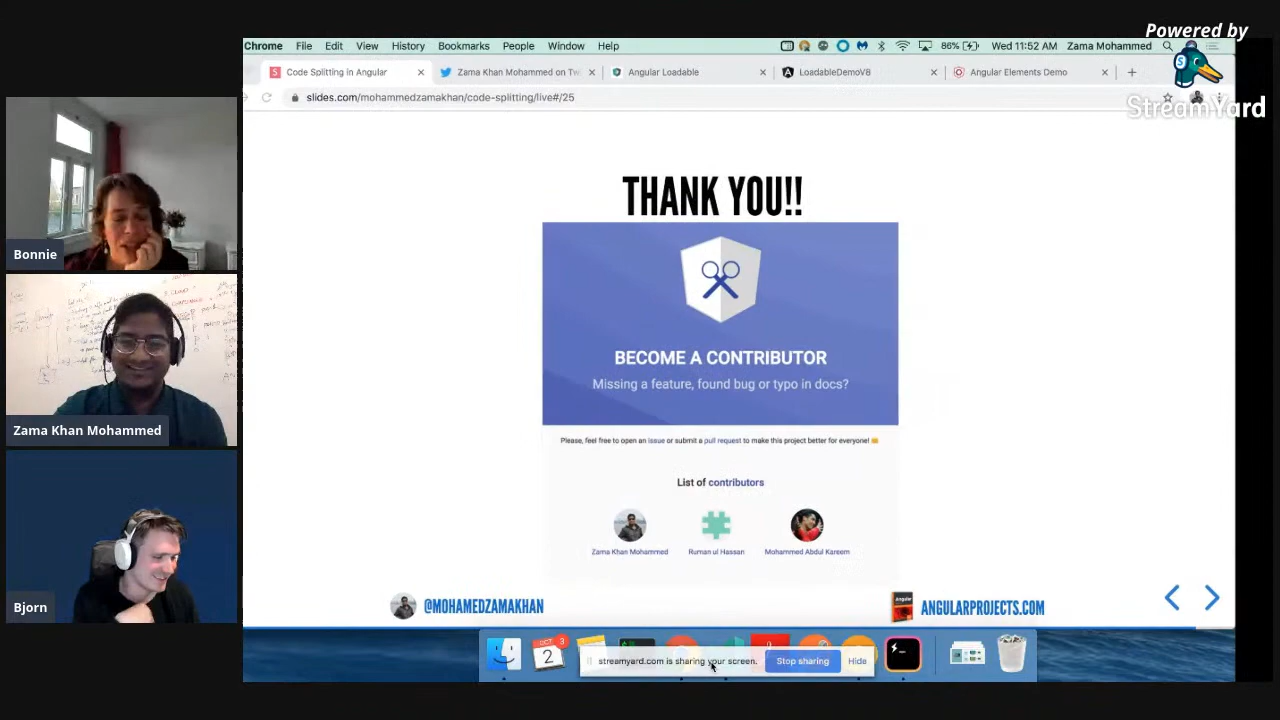 Powered by
StreamYard
Chrome File Edit View History Bookmarks People Window Help 86% Wed 11:52 AM Zama Mohammed
Code Splitting in Angular Zama Khan Mohammed on Tw Angular Loadable LoadableDemoV8 Angular Elements Demo
slides.com/mohammedzamakhan/code-splitting/live#/25
THANK YOU!!
BECOME A CONTRIBUTOR
Missing a feature, found bug or typo in docs?
Please, feel free to open an issue or submit a pull request to make this project better for everyone!
List of contributors
Zama Khan Mohammed Ruman ul Hassan Mohammed Abdul Kareem
@MOHAMEDZAMAKHAN
ANGULARPROJECTS.COM
OCT 3
2
streamyard.com is sharing your screen. Stop sharing Hide
Bonnie
Zama Khan Mohammed
Bjorn